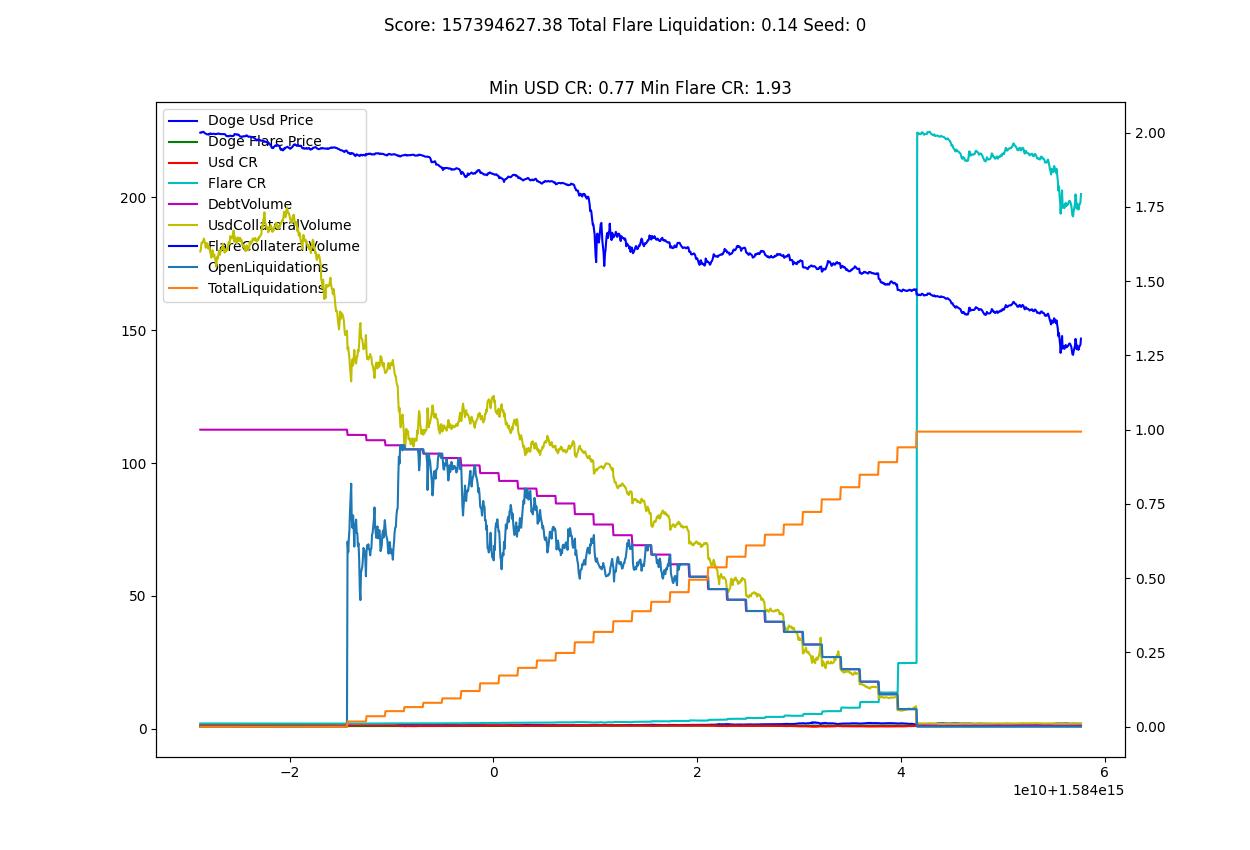 Score: 157394627.38 Total Flare Liquidation: 0.14 Seed: 0
Min USD CR: 0.77 Min Flare CR: 1.93
Doge Usd Price
Doge Flare Price
Usd CR
Flare CR
DebtVolume
UsdCollateralVolume
FlareCollateralVolume
OpenLiquidations
TotalLiquidations
200
150
100
50
0
2.00
1.75
1.50
1.25
1.00
0.75
0.50
0.25
0.00
−2 0 2 4 6
1e10+1.584e15